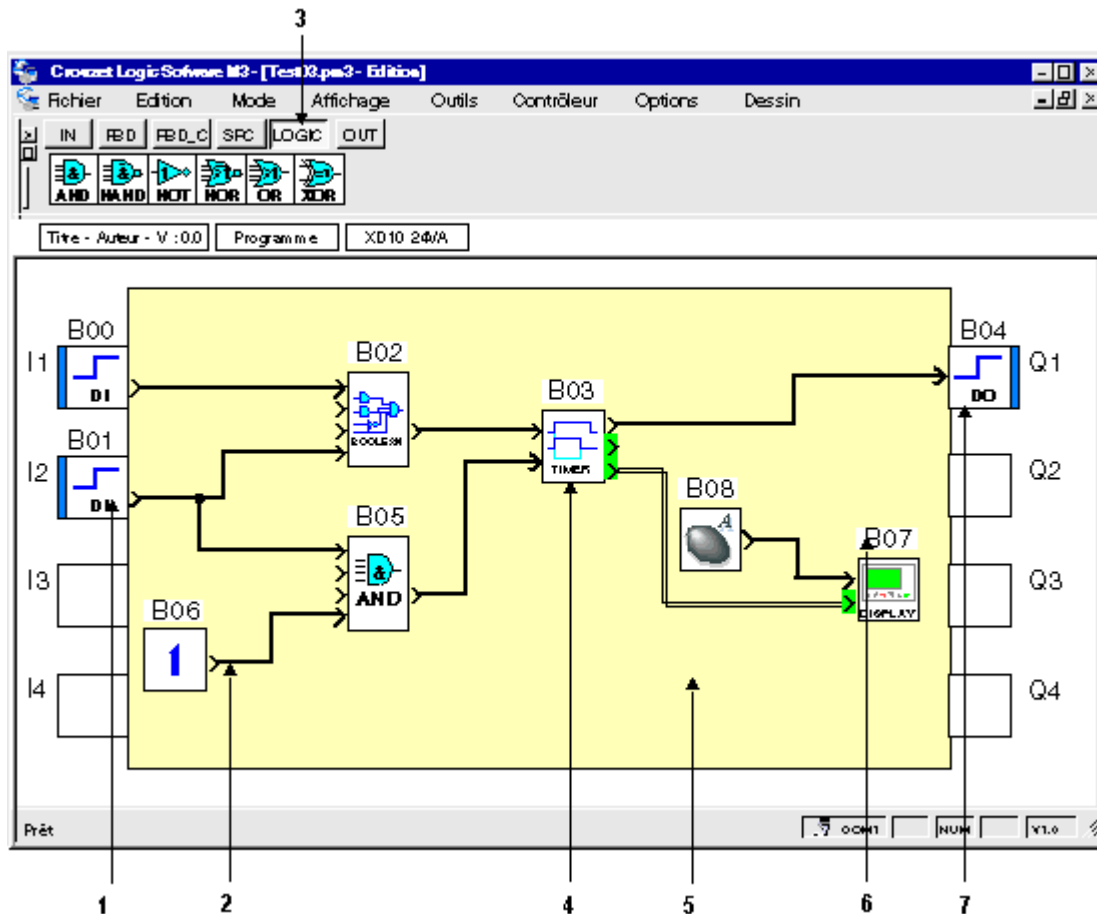 3
Crouzet Logic Sofware M3 - [Test03.pm3 - Edition]
Fichier Edition Mode Affichage Outils Contrôleur Options Dessin
IN FBD FBD_C SFC LOGIC OUT
AND NAND NOT NOR OR XOR
Titre - Auteur - V : 0.0 Programme XD10 24VA
B00 B04
I1 B02 Q1
DI B03 DO
BOOLEAN
B01
I2 TIMER Q2
DI B08
B05 A
B07
I3 Q3
B06 AND DISPLAY
1
I4 Q4
Prêt COM1 NUM V1.0
1 2 4 5 6 7